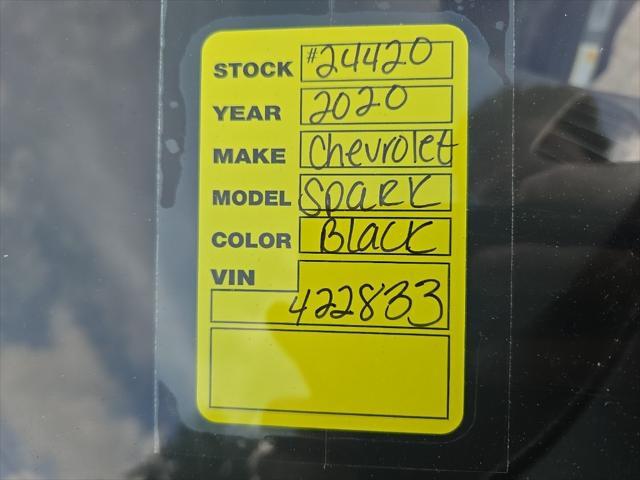 STOCK #24420
YEAR 2020
MAKE Chevrolet
MODEL Spark
COLOR Black
VIN
422833